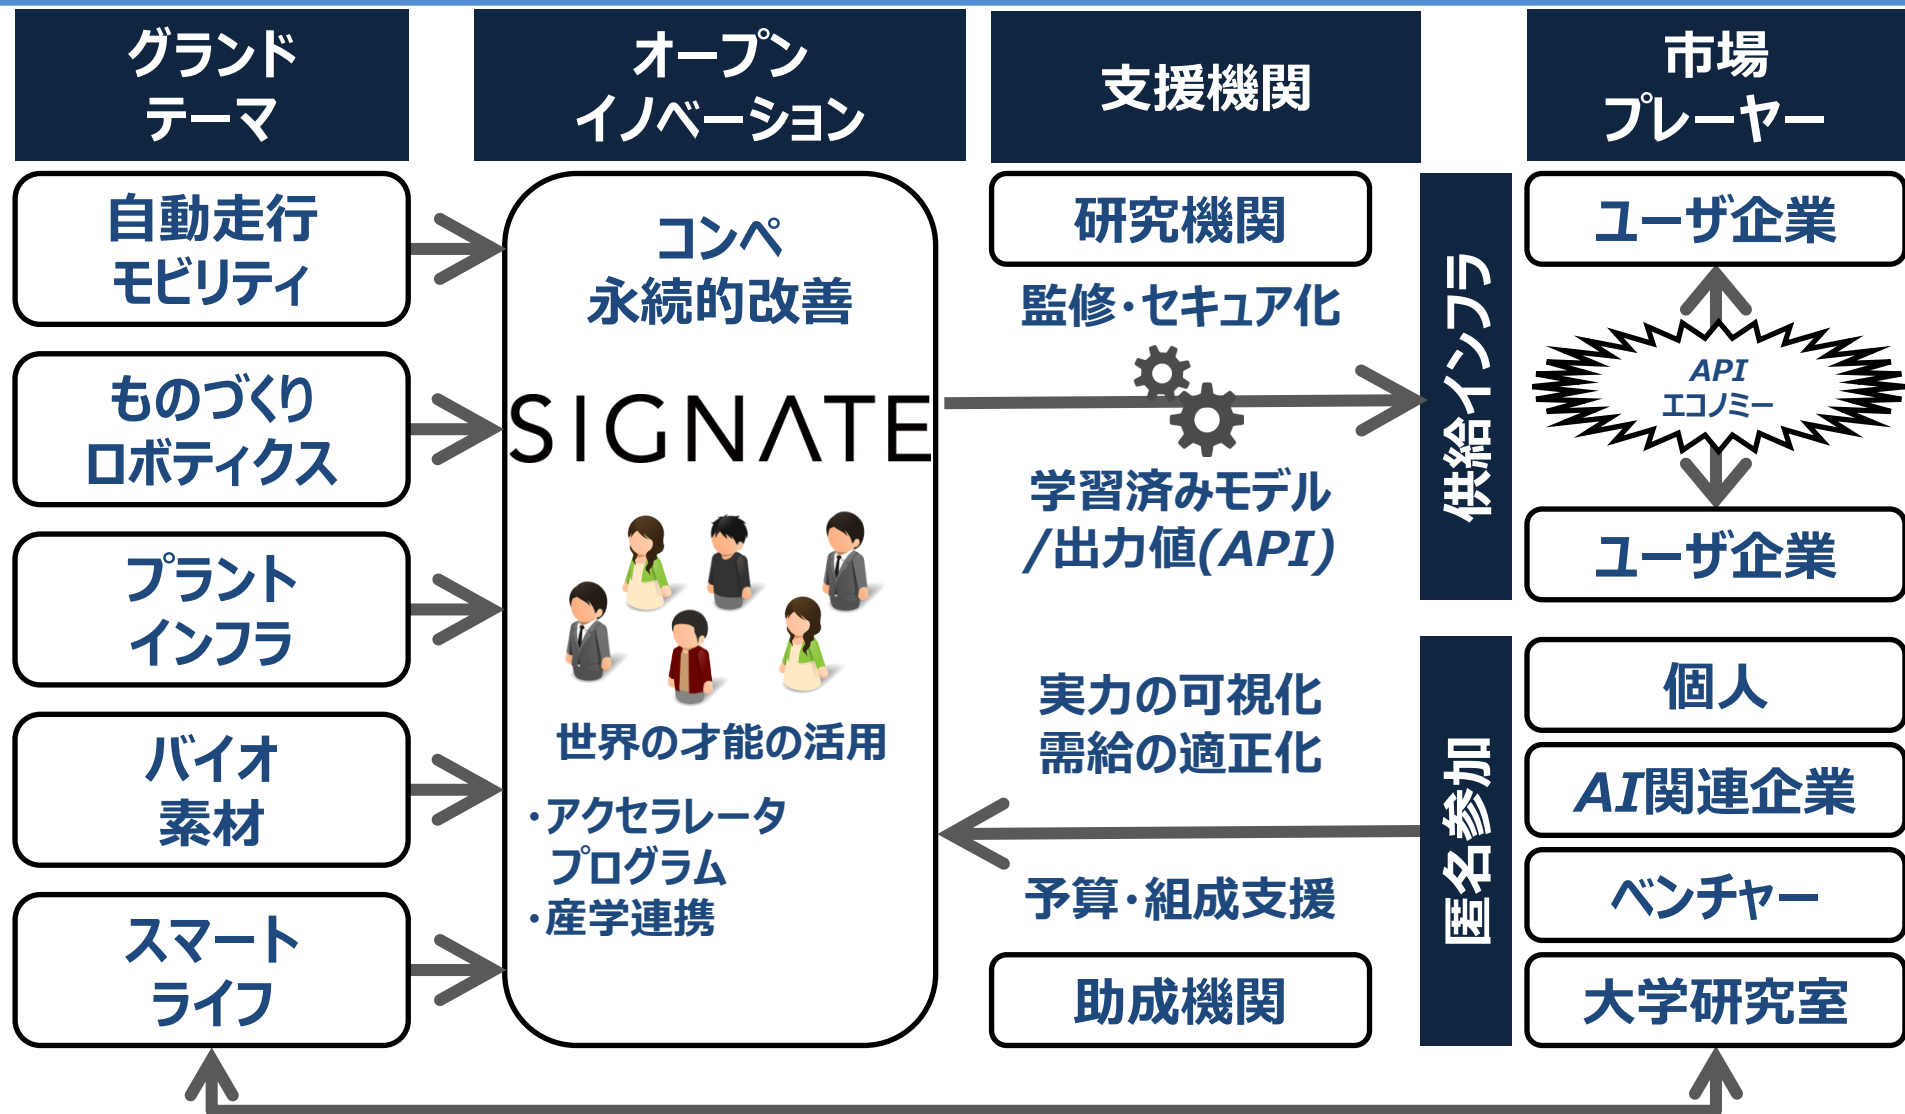 グランド
テーマ
オープン
イノベーション
支援機関
市場
プレーヤー
自動走行
モビリティ
ものづくり
ロボティクス
プラント
インフラ
バイオ
素材
スマート
ライフ
コンペ
永続的改善
SIGNATE
世界の才能の活用
・アクセラレータ
プログラム
・産学連携
研究機関
監修・セキュア化
学習済みモデル
/出力値(API)
実力の可視化
需給の適正化
予算・組成支援
助成機関
供給インフラ
匿名参加
ユーザ企業
API
エコノミー
ユーザ企業
個人
AI関連企業
ベンチャー
大学研究室